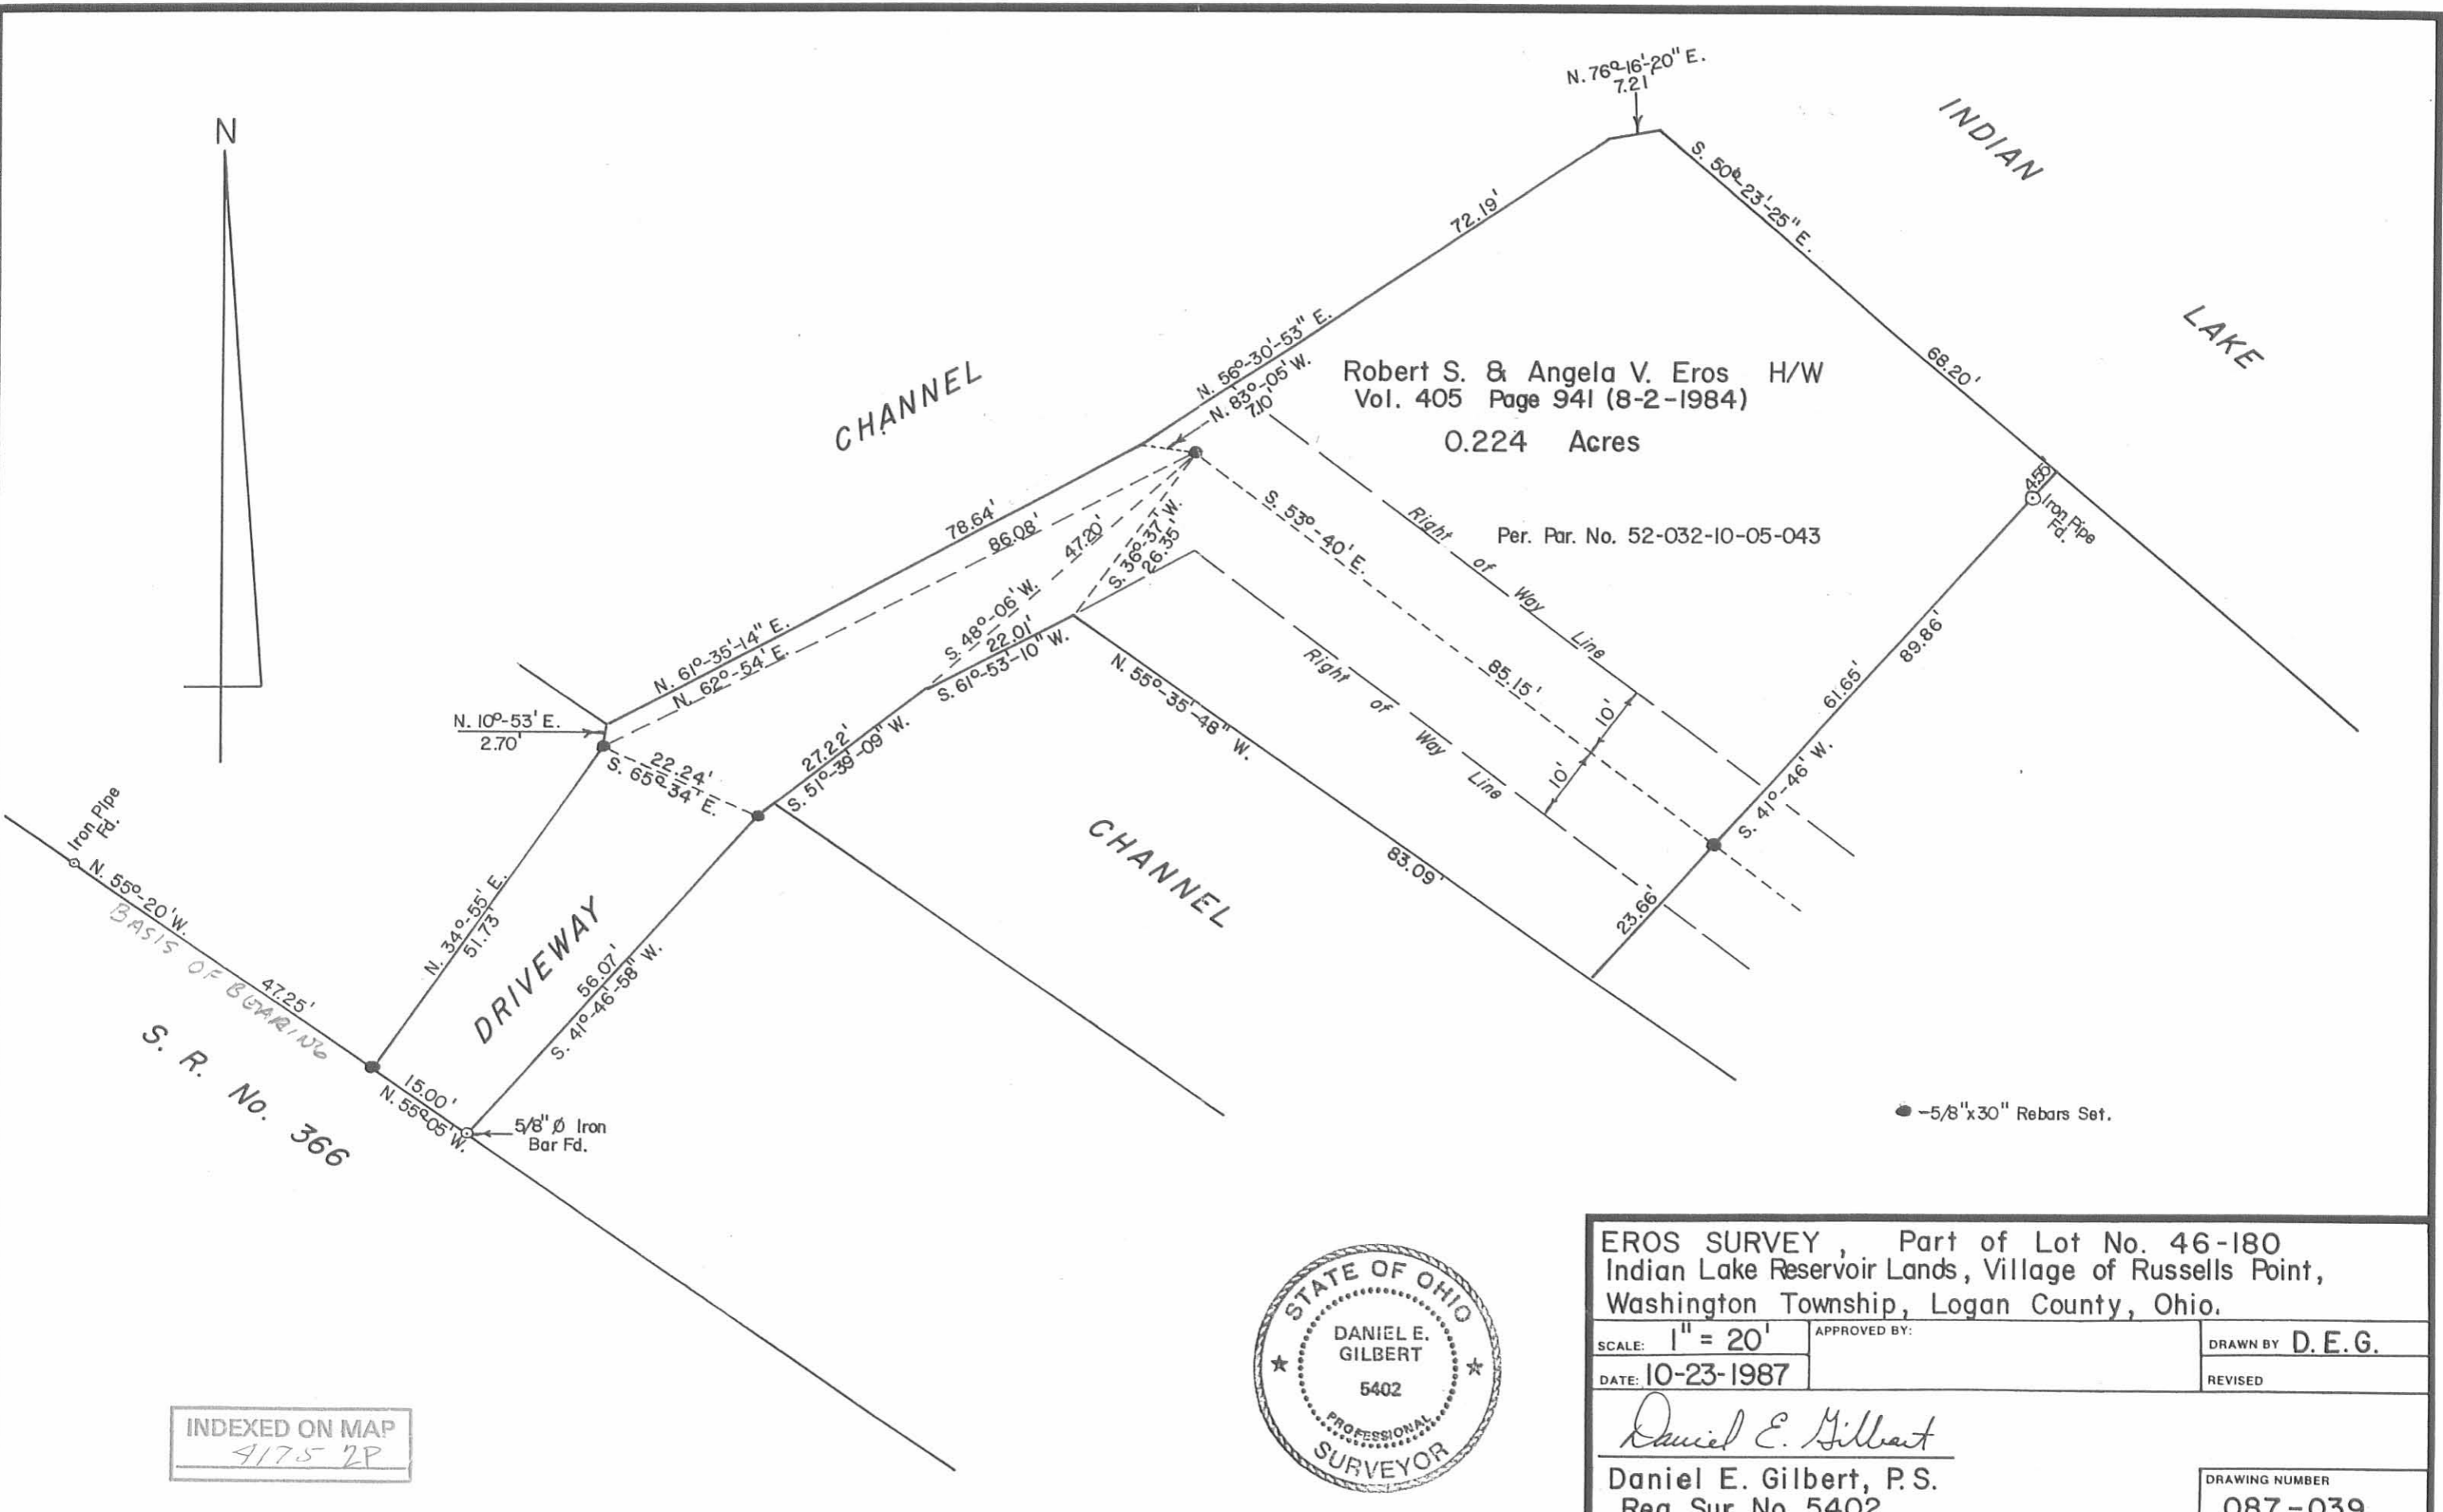 N. 76°-16'-20" E.
7.21'
INDIAN
LAKE
N
S. 50°-23'-25" E.
68.20'
72.19'
N. 56°-30'-53" E.
N. 83°-05' W.
7.10'
CHANNEL
Robert S. & Angela V. Eros H/W
Vol. 405 Page 941 (8-2-1984)
0.224 Acres
Per. Par. No. 52-032-10-05-043
4.55'
Iron Pipe
Fd.
78.64'
86.08'
47.20'
S. 36°-37' W.
26.35'
S. 53°-40' E.
85.15'
Right of Way Line
Right of Way Line
10'
10'
N. 61°-35'-14" E.
N. 62°-54' E.
S. 48°-06' W.
22.01'
S. 61°-53'-10" W.
N. 55°-35'-48" W.
83.09'
61.65'
89.86'
S. 41°-46' W.
23.66'
N. 10°-53' E.
2.70'
22.24'
S. 65°-34' E.
27.22'
S. 51°-39'-09" W.
CHANNEL
Iron Pipe
Fd.
N. 55°-20' W.
47.25'
BASIS OF BEARING
N. 34°-55' E.
51.73'
DRIVEWAY
56.07'
S. 41°-46'-58" W.
S. R. No. 366
15.00'
N. 55°-05' W.
5/8" Ø Iron
Bar Fd.
-5/8"x30" Rebars Set.
INDEXED ON MAP
4175 2P
STATE OF OHIO
DANIEL E.
GILBERT
5402
PROFESSIONAL
SURVEYOR
EROS SURVEY, Part of Lot No. 46-180
Indian Lake Reservoir Lands, Village of Russells Point,
Washington Township, Logan County, Ohio.
SCALE: 1" = 20'
APPROVED BY:
DRAWN BY D. E. G.
DATE: 10-23-1987
REVISED
Daniel E. Gilbert
Daniel E. Gilbert, P. S.
Reg. Sur. No. 5402
DRAWING NUMBER
087-039